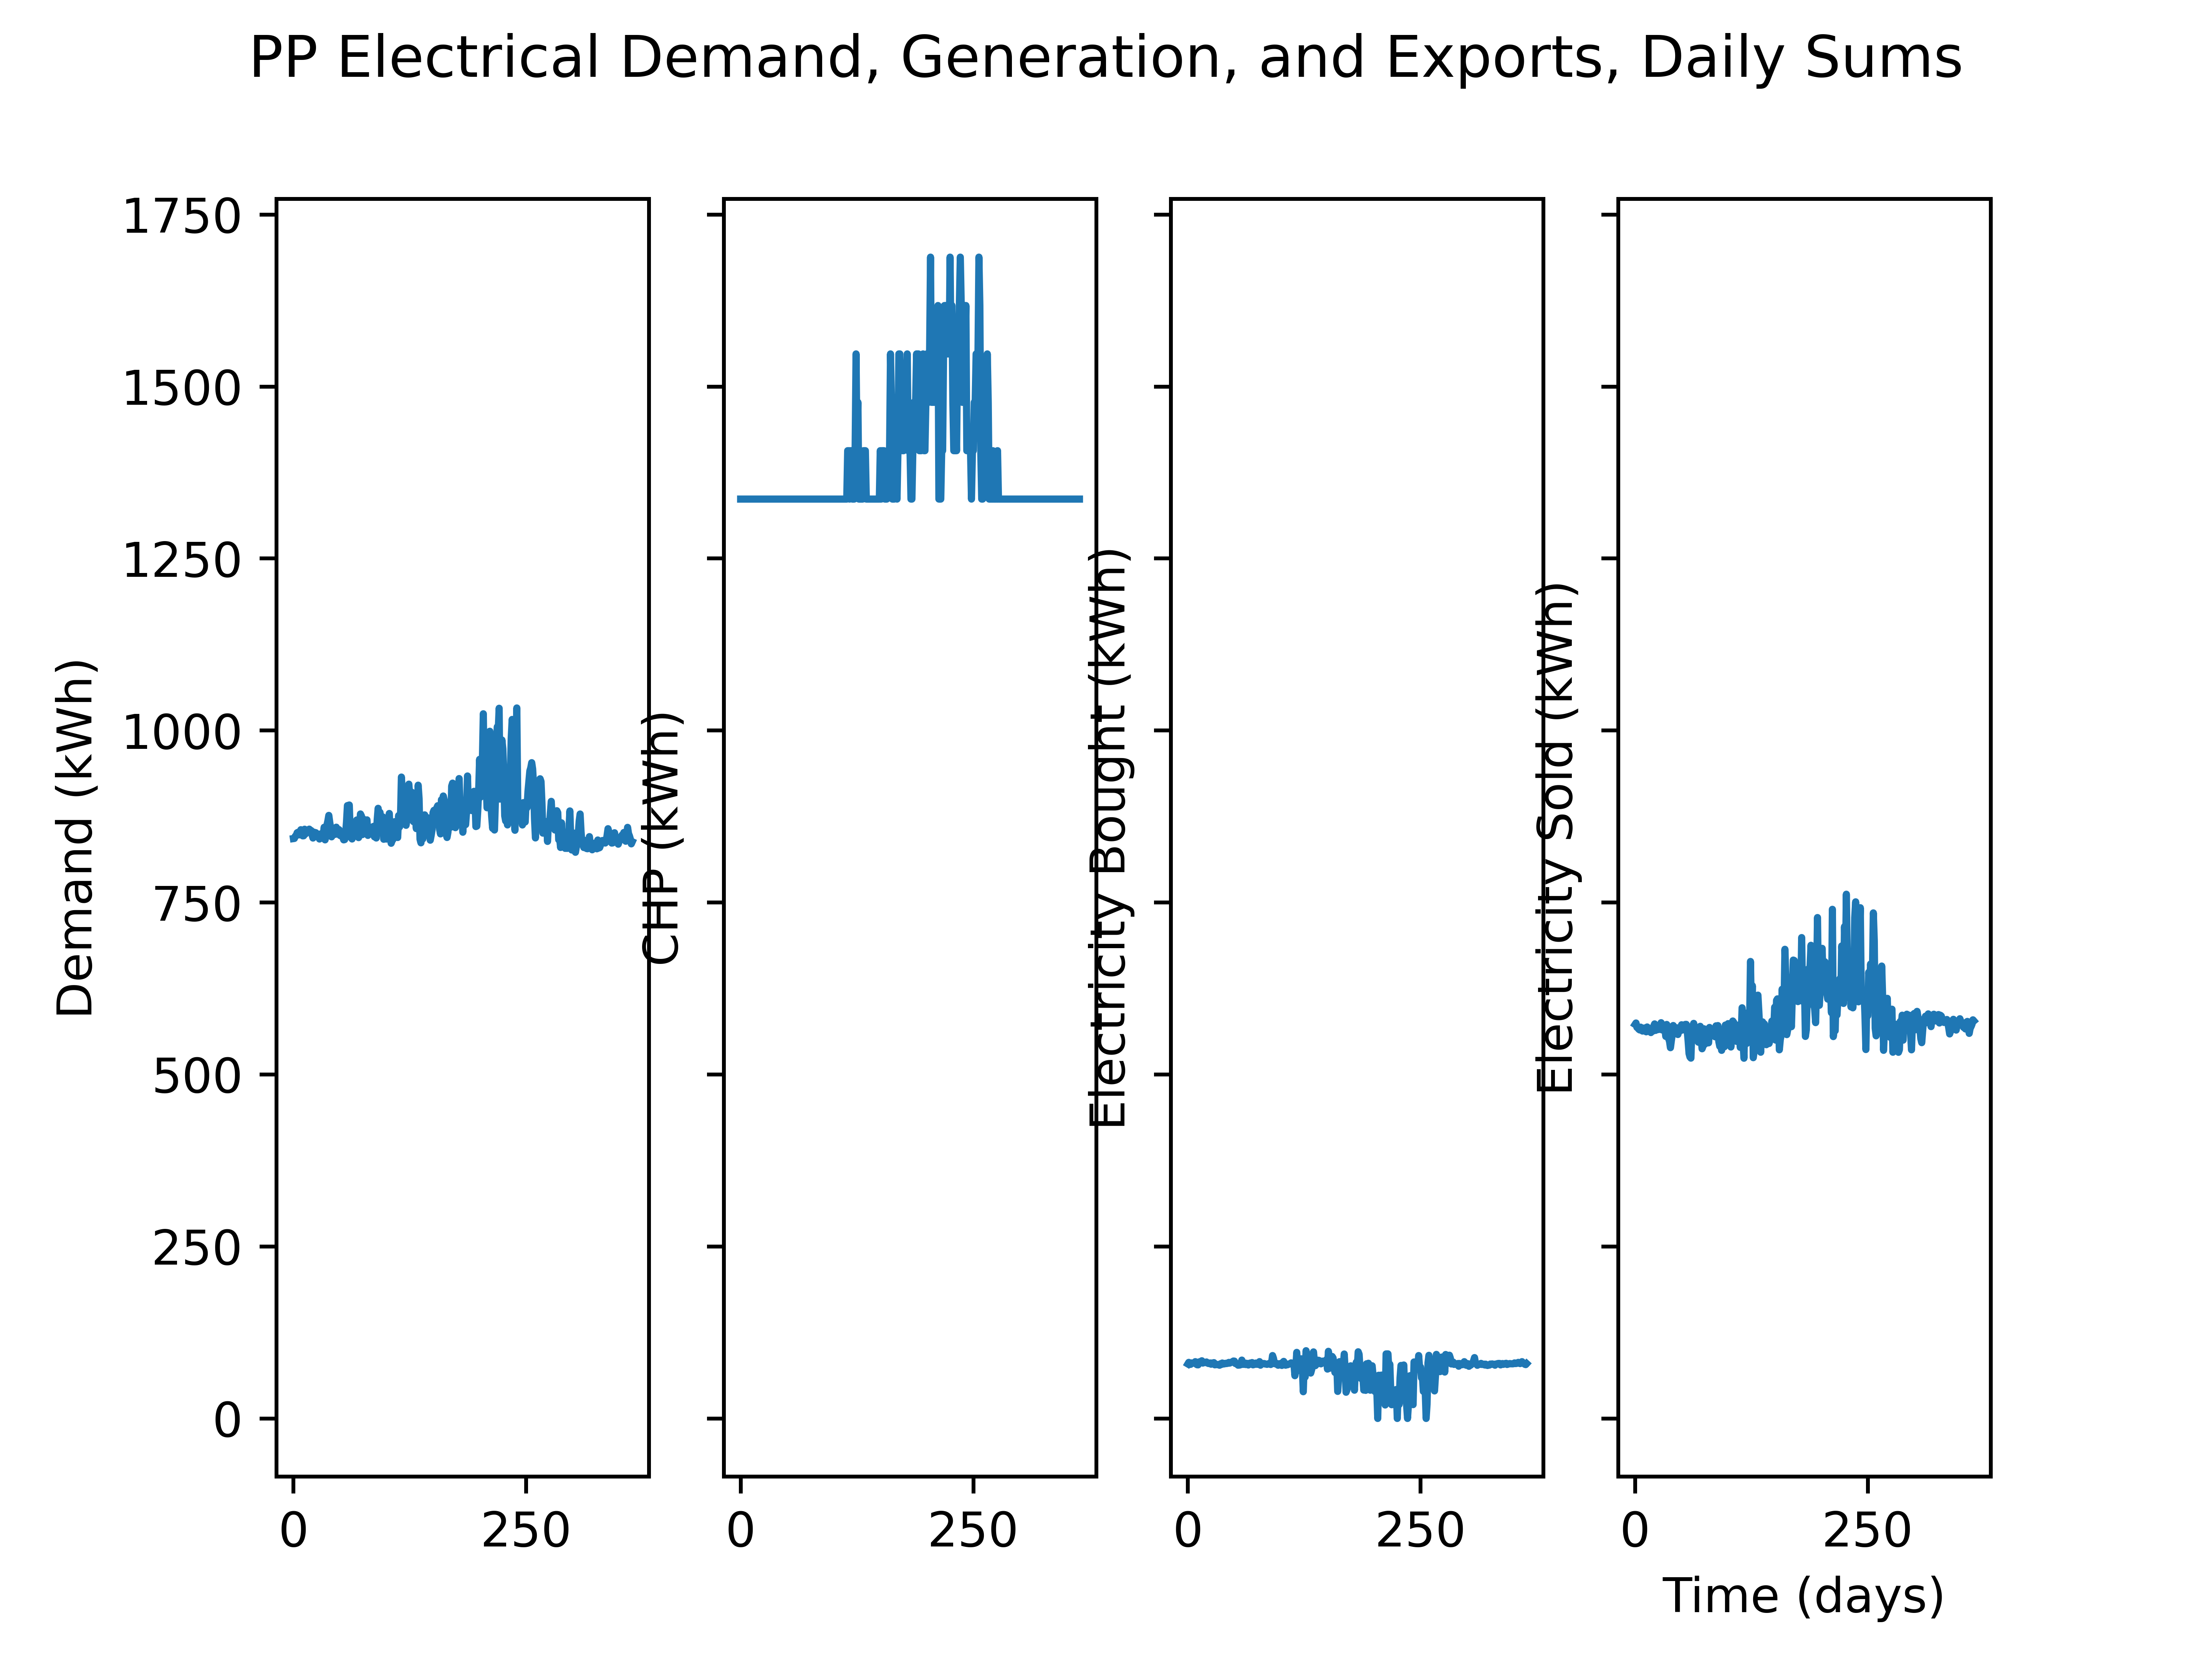 PP Electrical Demand, Generation, and Exports, Daily Sums
Demand (kWh)
1750
1500
1250
1000
750
500
250
0
CHP (kWh)
Electricity Bought (kWh)
Electricity Sold (kWh)
0 250 0 250 0 250 0 250
Time (days)